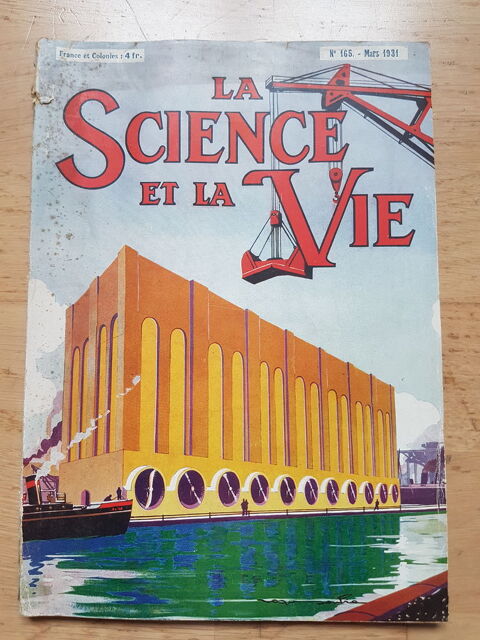 France et Colonies : 4 fr.
N° 165. - Mars 1931
LA
SCIENCE
ET LA VIE